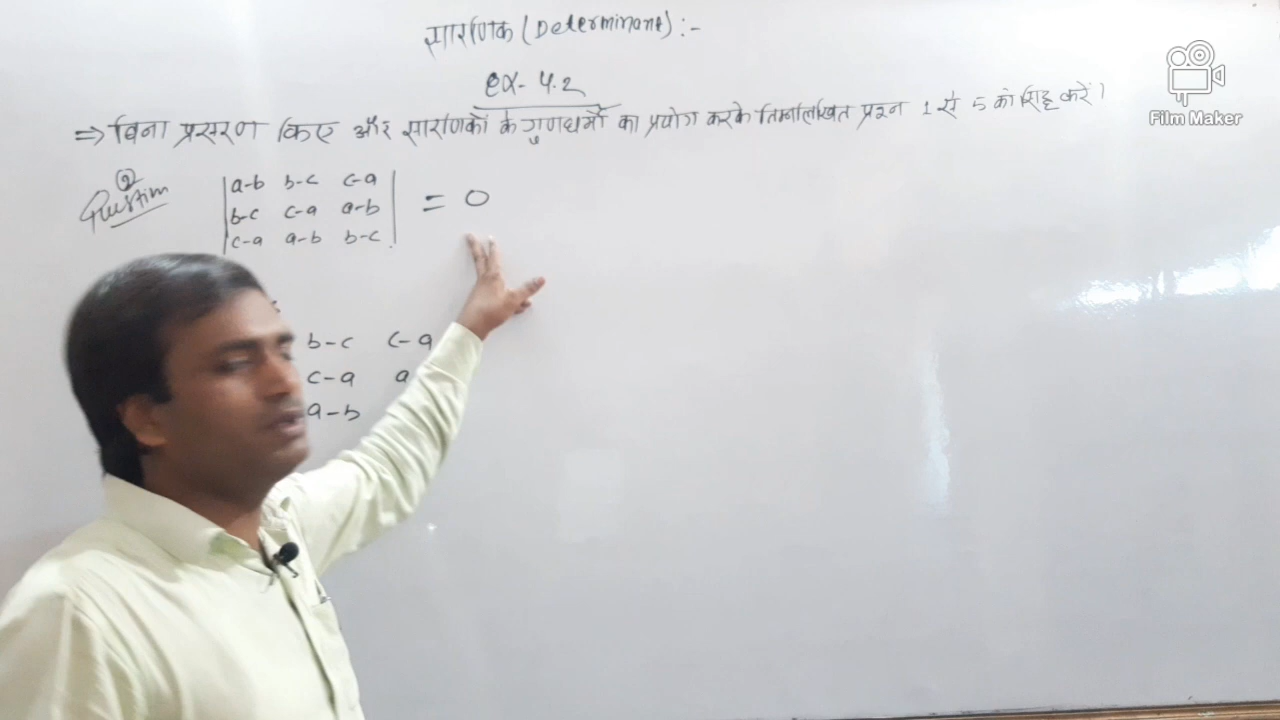 सारणिक (Determinant) :-
ex- 4.2
Film Maker
⇒ बिना प्रसरण किए और सारणिकों के गुणधर्मों का प्रयोग करके निम्नलिखित प्रश्न 1 से 5 को सिद्ध करें।
Question ②
a-b b-c c-a
b-c c-a a-b = 0
c-a a-b b-c
b-c c-a
c-a a
a-b